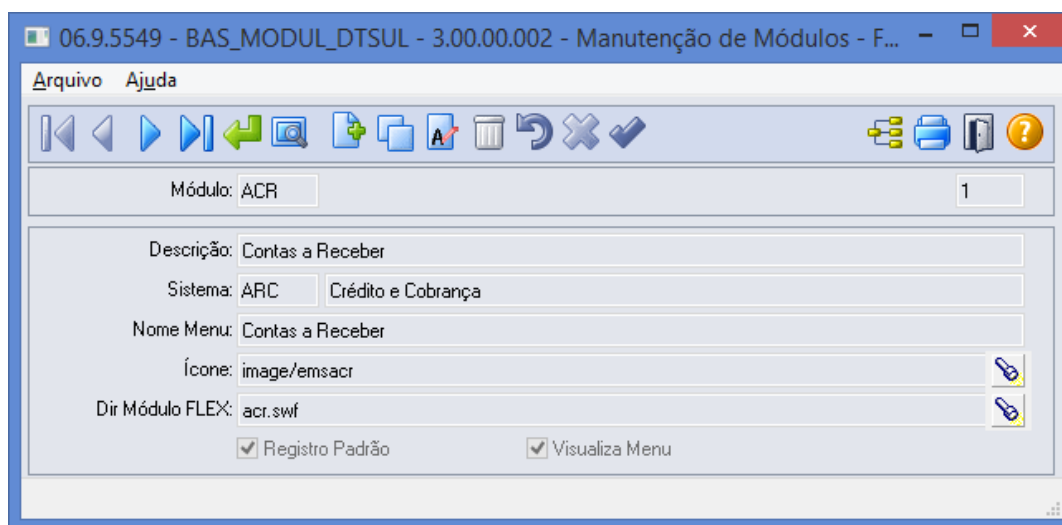 06.9.5549 - BAS_MODUL_DTSUL - 3.00.00.002 - Manutenção de Módulos - F...
Arquivo Ajuda
Módulo: ACR 1
Descrição: Contas a Receber
Sistema: ARC Crédito e Cobrança
Nome Menu: Contas a Receber
Ícone: image/emsacr
Dir Módulo FLEX: acr.swf
Registro Padrão Visualiza Menu